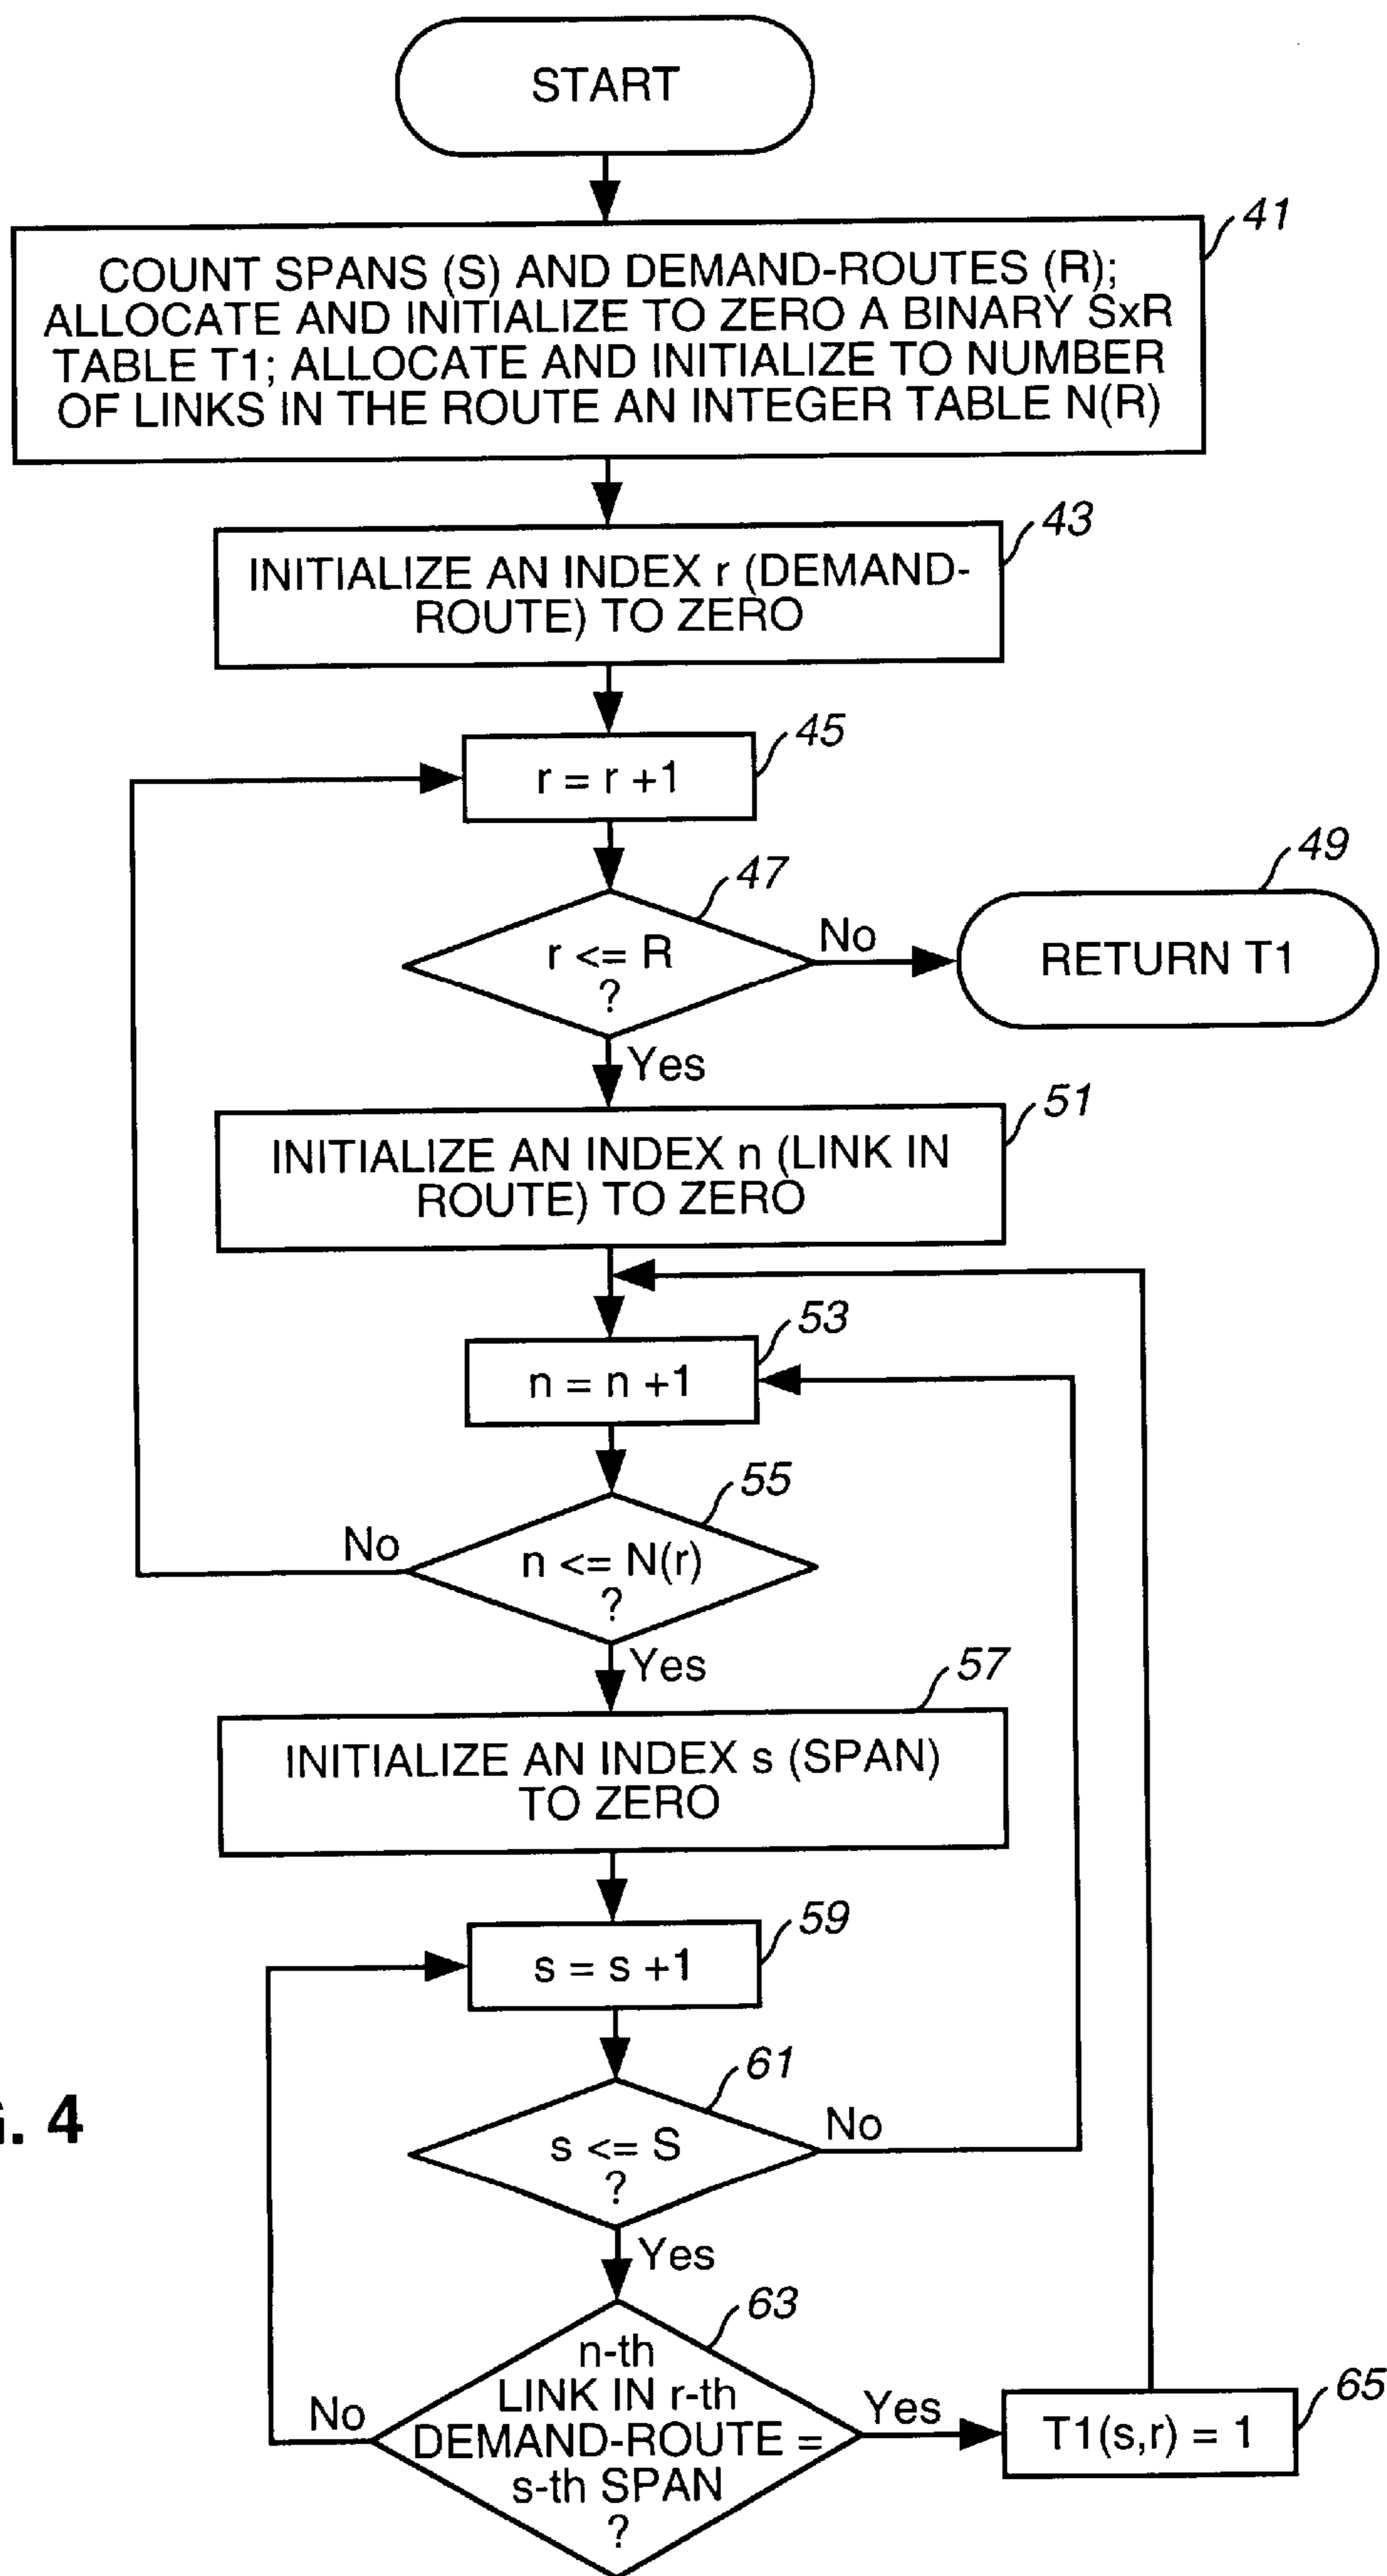 START
41
COUNT SPANS (S) AND DEMAND-ROUTES (R);
ALLOCATE AND INITIALIZE TO ZERO A BINARY SxR
TABLE T1; ALLOCATE AND INITIALIZE TO NUMBER
OF LINKS IN THE ROUTE AN INTEGER TABLE N(R)
43
INITIALIZE AN INDEX r (DEMAND-
ROUTE) TO ZERO
45
r = r +1
47
49
r <= R
?
No
RETURN T1
Yes
51
INITIALIZE AN INDEX n (LINK IN
ROUTE) TO ZERO
53
n = n +1
55
No
n <= N(r)
?
Yes
57
INITIALIZE AN INDEX s (SPAN)
TO ZERO
59
s = s +1
61
s <= S
?
No
Yes
63
n-th
LINK IN r-th
DEMAND-ROUTE =
s-th SPAN
?
No
Yes
65
T1(s,r) = 1
. 4